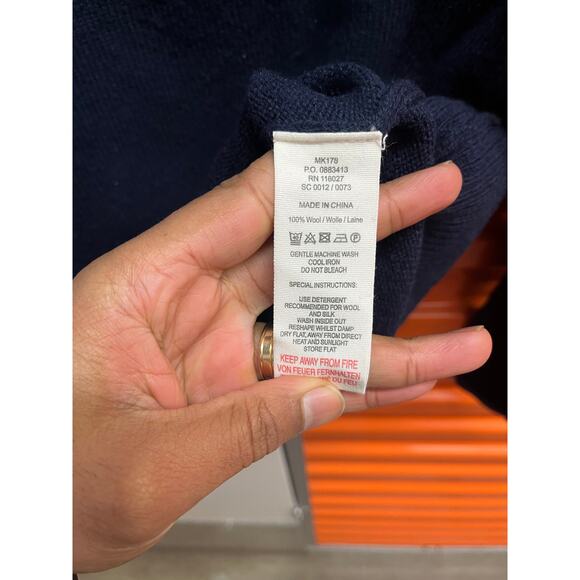 MK178
P.O. 0883413
RN 116027
SC 0012 / 0073
MADE IN CHINA
100% Wool / Wolle / Laine
GENTLE MACHINE WASH
COOL IRON
DO NOT BLEACH
SPECIAL INSTRUCTIONS:
USE DETERGENT
RECOMMENDED FOR WOOL
AND SILK
WASH INSIDE OUT
RESHAPE WHILST DAMP
DRY FLAT, AWAY FROM DIRECT
HEAT AND SUNLIGHT
STORE FLAT
KEEP AWAY FROM FIRE
VON FEUER FERNHALTEN
DU FEU